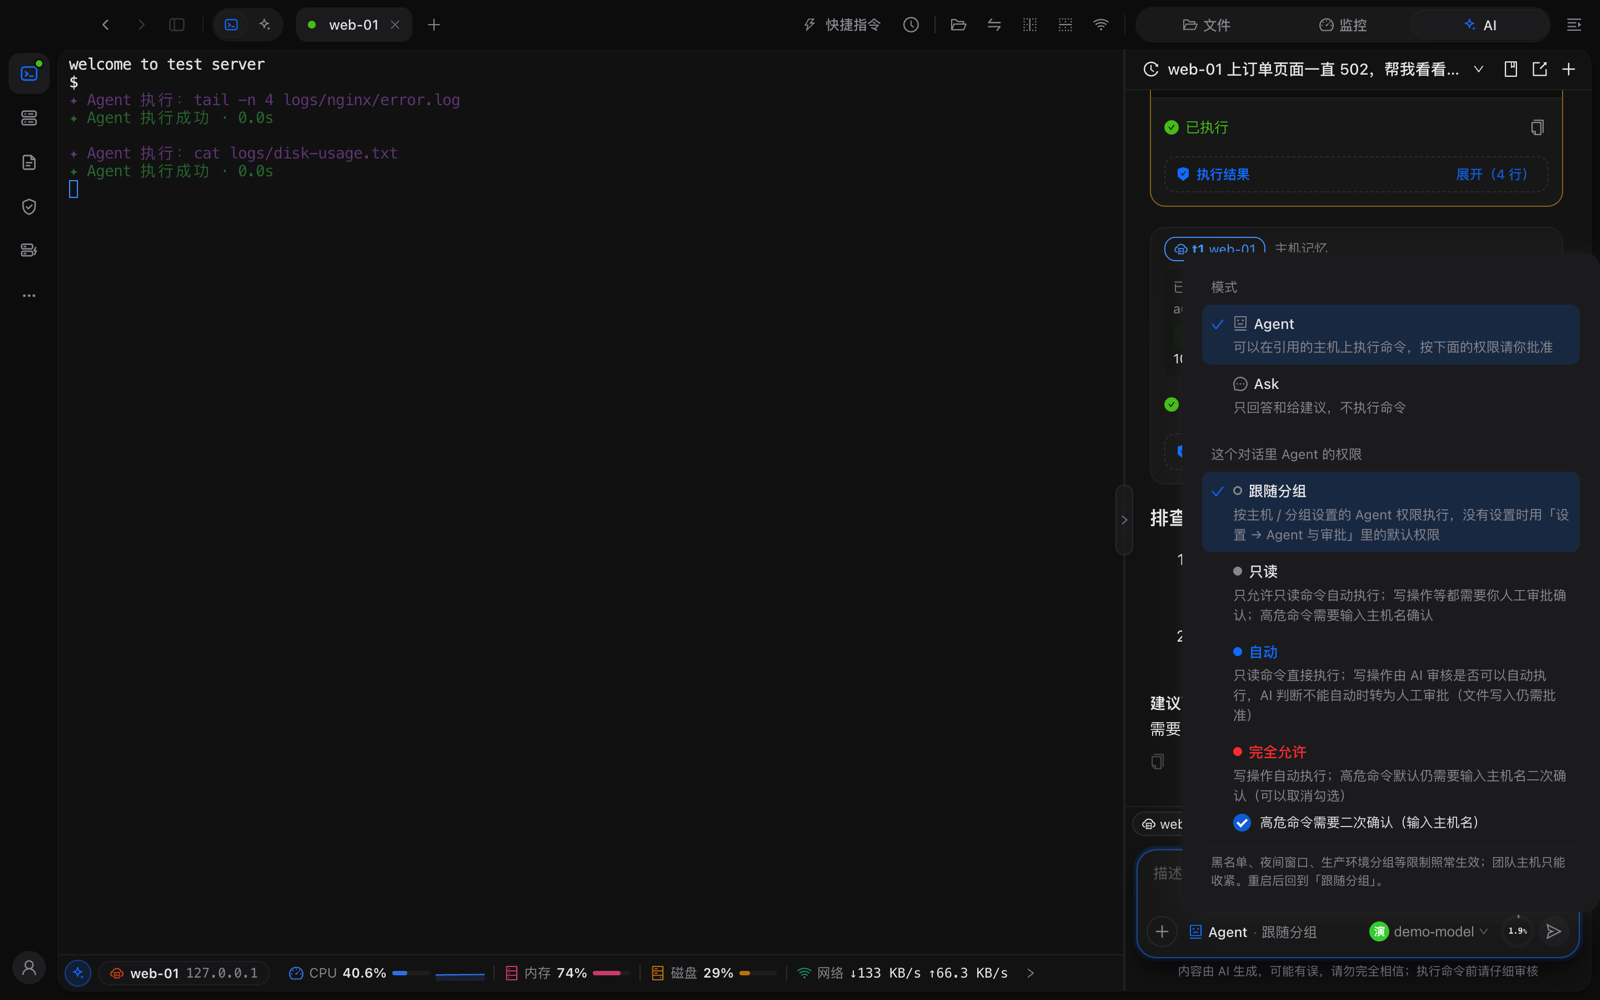 web-01
快捷指令
文件
监控
AI
welcome to test server
$
✦ Agent 执行: tail -n 4 logs/nginx/error.log
✦ Agent 执行成功 · 0.0s
✦ Agent 执行: cat logs/disk-usage.txt
✦ Agent 执行成功 · 0.0s
web-01 上订单页面一直 502，帮我看看...
已执行
执行结果
展开（4 行）
t1 web-01 主机记忆
模式
Agent
可以在引用的主机上执行命令，按下面的权限请你批准
Ask
只回答和给建议，不执行命令
这个对话里 Agent 的权限
跟随分组
按主机 / 分组设置的 Agent 权限执行，没有设置时用「设
置 → Agent 与审批」里的默认权限
只读
只允许只读命令自动执行；写操作等都需要你人工审批确
认；高危命令需要输入主机名确认
自动
只读命令直接执行；写操作由 AI 审核是否可以自动执
行，AI 判断不能自动时转为人工审批（文件写入仍需批
准）
完全允许
写操作自动执行；高危命令默认仍需要输入主机名二次确
认（可以取消勾选）
高危命令需要二次确认（输入主机名）
黑名单、夜间窗口、生产环境分组等限制照常生效；团队主机只能
收紧。重启后回到「跟随分组」。
10
排查
1
2
建议
需要
web
描述
Agent · 跟随分组
演 demo-model
1.9%
内容由 AI 生成，可能有误，请勿完全相信；执行命令前请仔细审核
web-01 127.0.0.1
CPU 40.6%
内存 74%
磁盘 29%
网络 ↓133 KB/s ↑66.3 KB/s